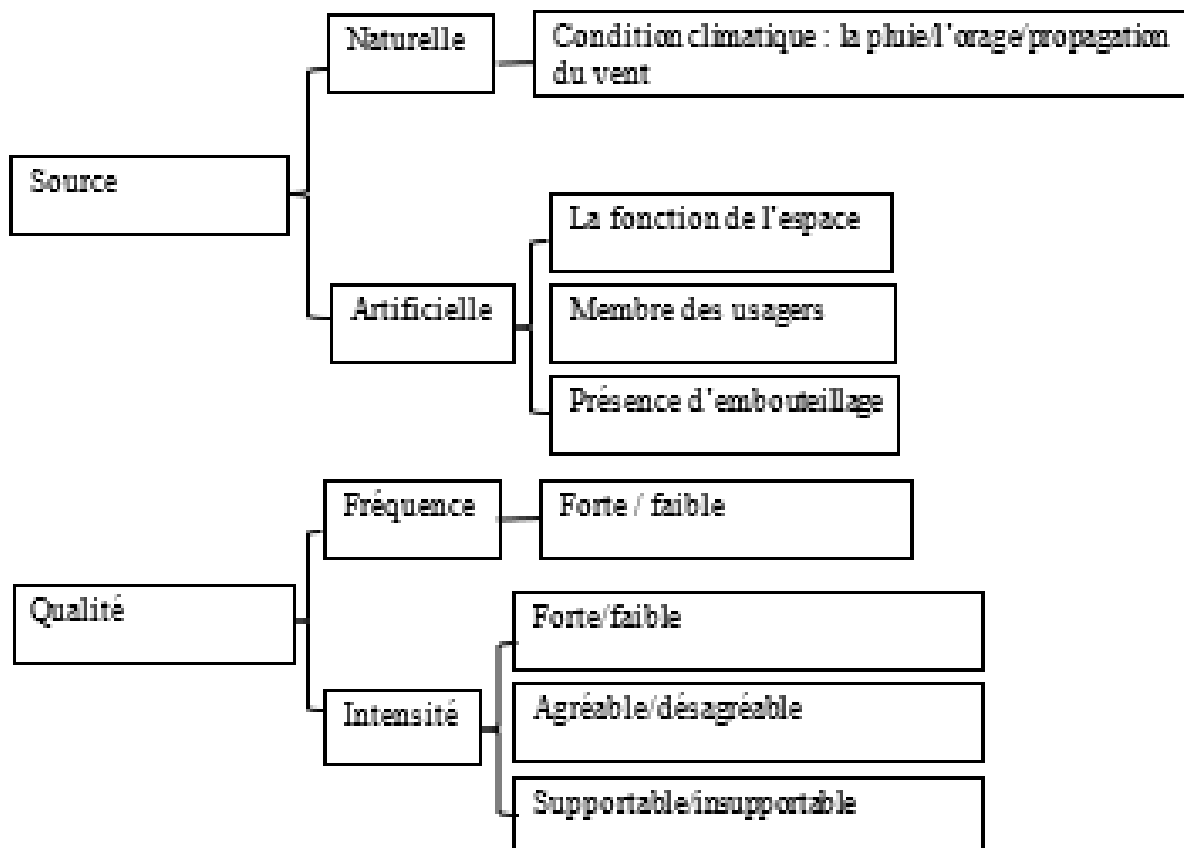 Naturelle
Condition climatique : la pluie/l'orage/propagation
du vent
Source
La fonction de l'espace
Artificielle
Membre des usagers
Présence d'embouteillage
Fréquence
Forte / faible
Qualité
Forte/faible
Intensité
Agréable/désagréable
Supportable/insupportable